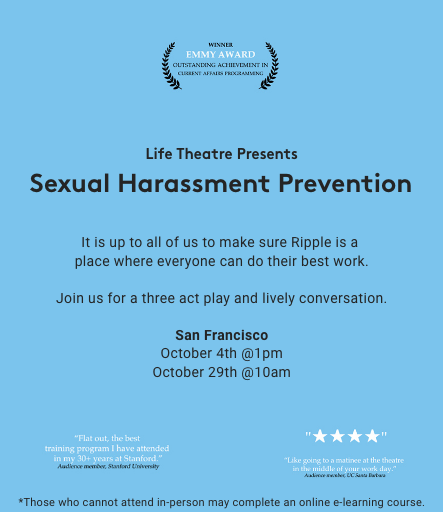 WINNER
EMMY AWARD
OUTSTANDING ACHIEVEMENT IN
CURRENT AFFAIRS PROGRAMMING
Life Theatre Presents
Sexual Harassment Prevention
It is up to all of us to make sure Ripple is a
place where everyone can do their best work.
Join us for a three act play and lively conversation.
San Francisco
October 4th @1pm
October 29th @10am
"Flat out, the best
training program I have attended
in my 30+ years at Stanford."
Audience member, Stanford University
"★★★★"
"Like going to a matinee at the theatre
in the middle of your work day."
Audience member, UC Santa Barbara
*Those who cannot attend in-person may complete an online e-learning course.